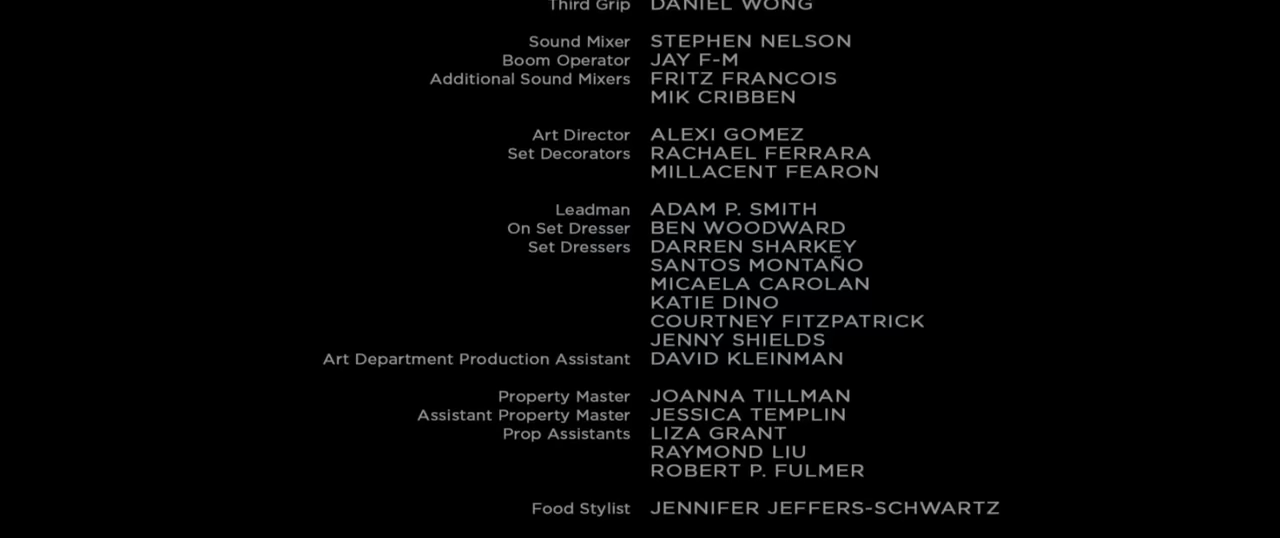 Third Grip DANIEL WONG
Sound Mixer STEPHEN NELSON
Boom Operator JAY F-M
Additional Sound Mixers FRITZ FRANCOIS
MIK CRIBBEN
Art Director ALEXI GOMEZ
Set Decorators RACHAEL FERRARA
MILLACENT FEARON
Leadman ADAM P. SMITH
On Set Dresser BEN WOODWARD
Set Dressers DARREN SHARKEY
SANTOS MONTAÑO
MICAELA CAROLAN
KATIE DINO
COURTNEY FITZPATRICK
JENNY SHIELDS
Art Department Production Assistant DAVID KLEINMAN
Property Master JOANNA TILLMAN
Assistant Property Master JESSICA TEMPLIN
Prop Assistants LIZA GRANT
RAYMOND LIU
ROBERT P. FULMER
Food Stylist JENNIFER JEFFERS-SCHWARTZ